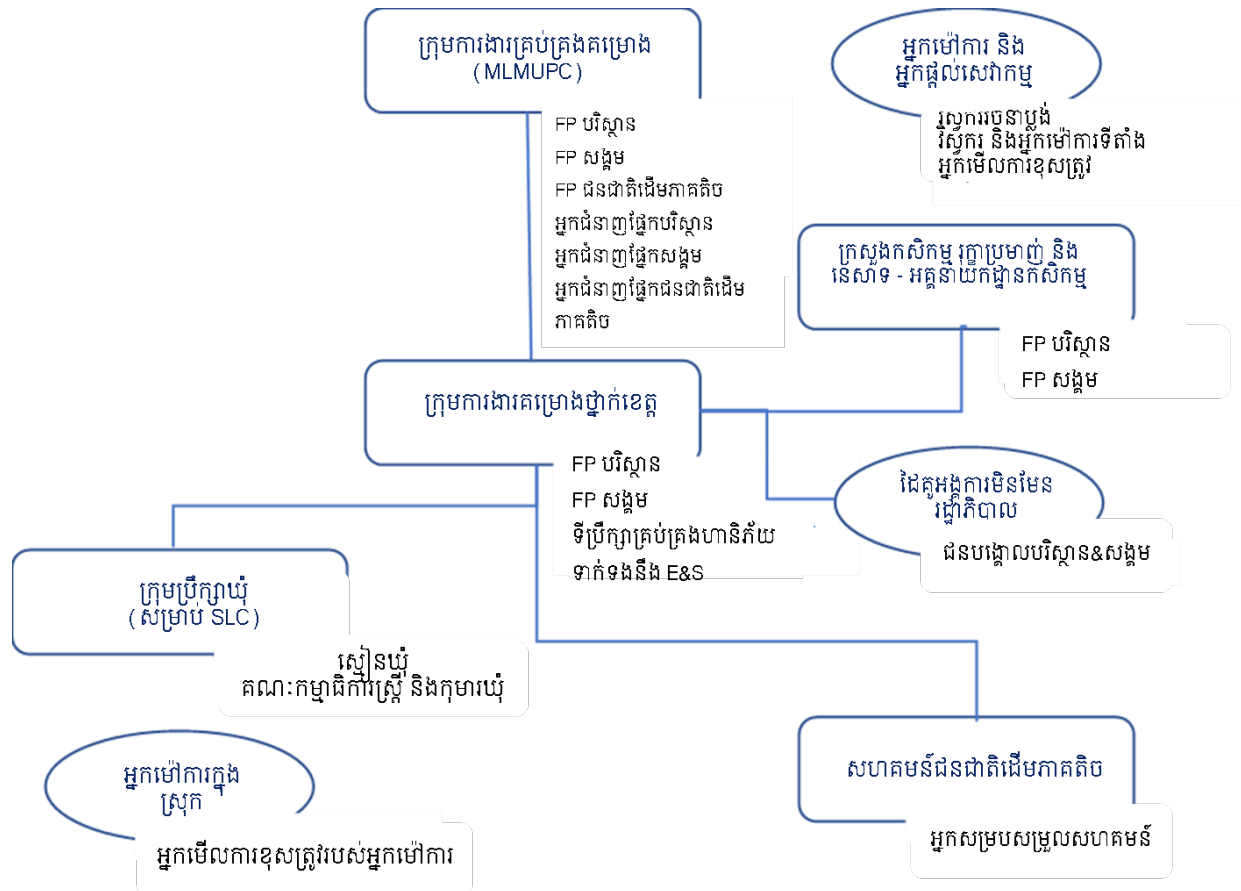 ក្រុមការងារគ្រប់គ្រងគម្រោង
(MLMUPC)
FP បរិស្ថាន
FP សង្គម
FP ជនជាតិដើមភាគតិច
អ្នកជំនាញផ្នែកបរិស្ថាន
អ្នកជំនាញផ្នែកសង្គម
អ្នកជំនាញផ្នែកជនជាតិដើម
ភាគតិច
អ្នកម៉ៅការ និង
អ្នកផ្តល់សេវាកម្ម
វិស្វកររចនាប្លង់
វិស្វករ និងអ្នកម៉ៅការទីតាំង
អ្នកមើលការខុសត្រូវ
ក្រសួងកសិកម្ម រុក្ខាប្រមាញ់ និង
នេសាទ - អគ្គនាយកដ្ឋានកសិកម្ម
FP បរិស្ថាន
FP សង្គម
ក្រុមការងារគម្រោងថ្នាក់ខេត្ត
FP បរិស្ថាន
FP សង្គម
ទីប្រឹក្សាគ្រប់គ្រងហានិភ័យ
ទាក់ទងនឹង E&S
ដៃគូអង្គការមិនមែន
រដ្ឋាភិបាល
ជនបង្គោលបរិស្ថាន&សង្គម
ក្រុមប្រឹក្សាឃុំ
(សម្រាប់ SLC)
ស្មៀនឃុំ
គណៈកម្មាធិការស្ត្រី និងកុមារឃុំ
អ្នកម៉ៅការក្នុង
ស្រុក
អ្នកមើលការខុសត្រូវរបស់អ្នកម៉ៅការ
សហគមន៍ជនជាតិដើមភាគតិច
អ្នកសម្របសម្រួលសហគមន៍